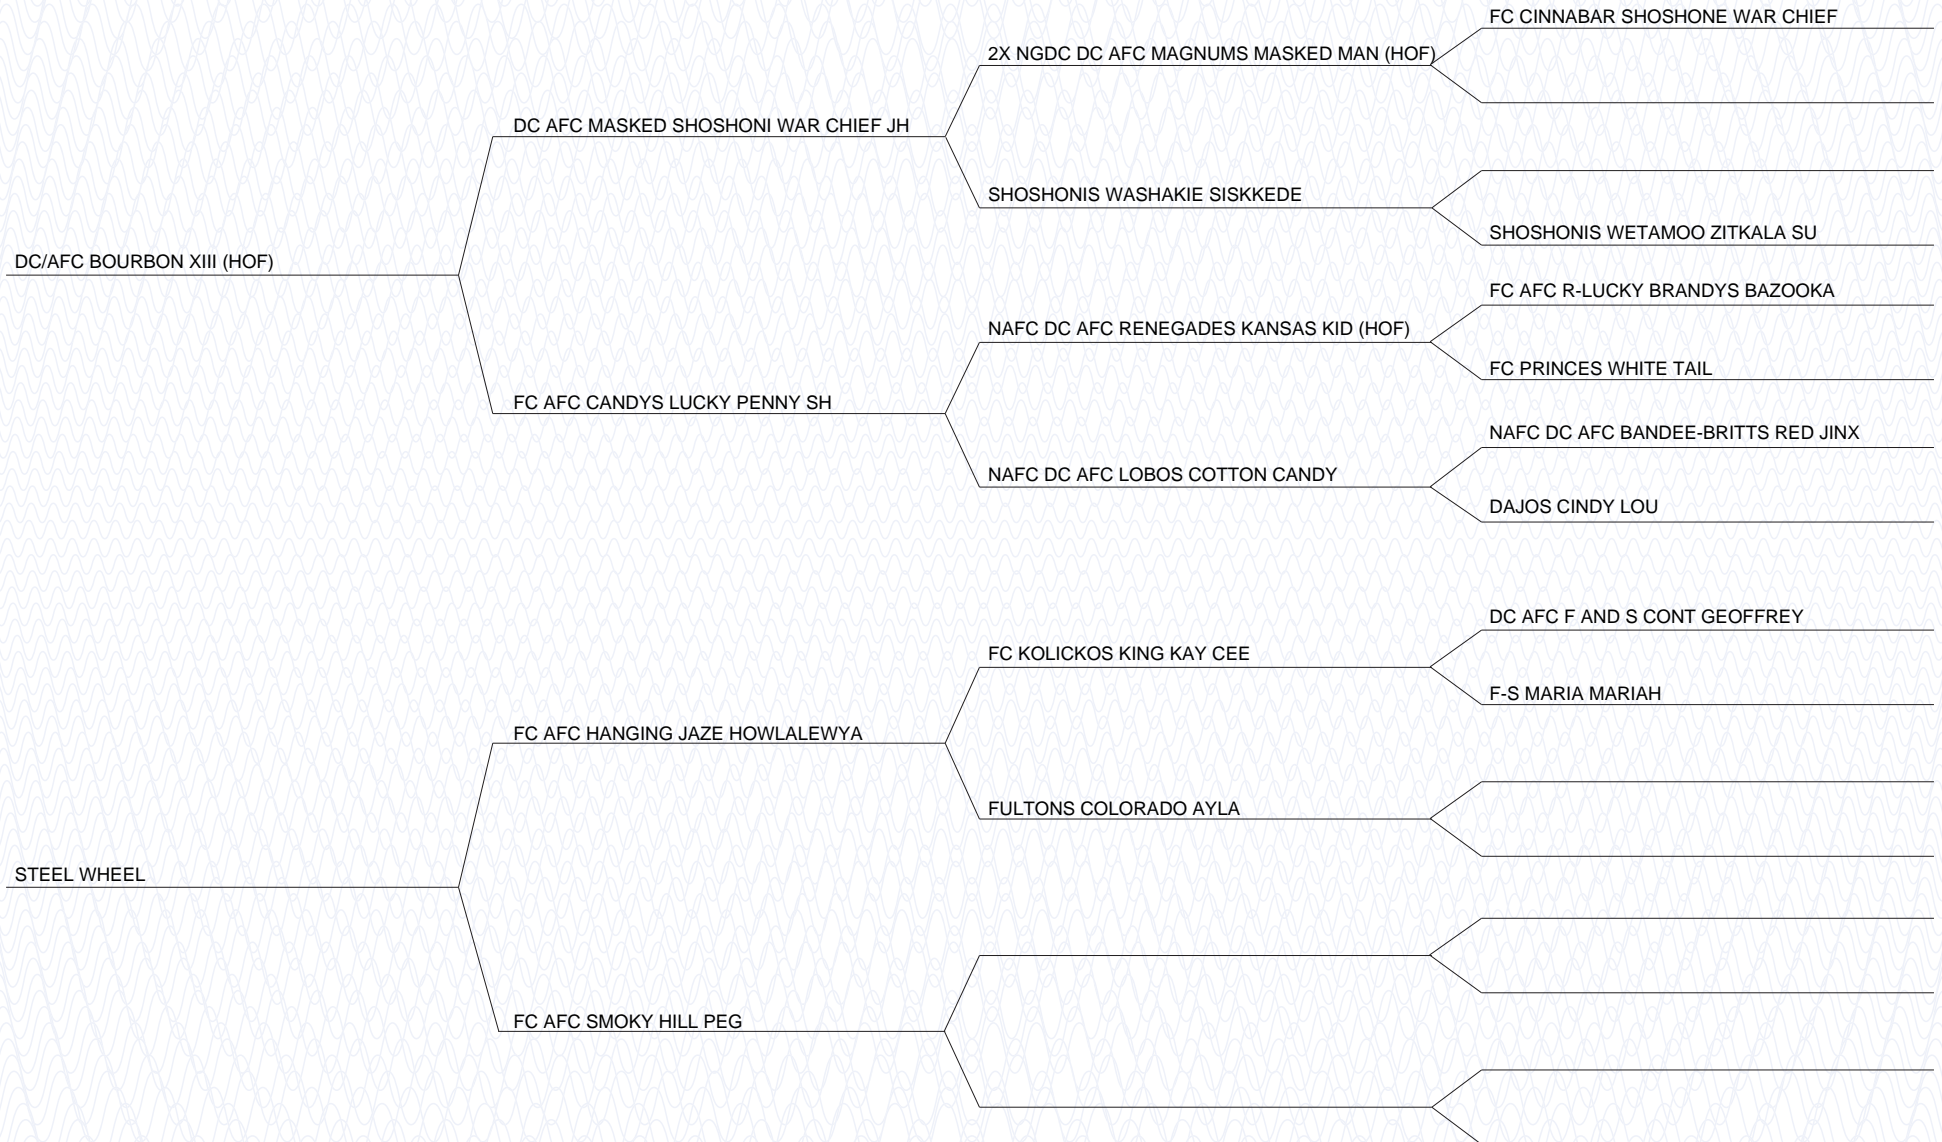 FC CINNABAR SHOSHONE WAR CHIEF
2X NGDC DC AFC MAGNUMS MASKED MAN (HOF)
DC AFC MASKED SHOSHONI WAR CHIEF JH
SHOSHONIS WASHAKIE SISKKEDE
SHOSHONIS WETAMOO ZITKALA SU
DC/AFC BOURBON XIII (HOF)
FC AFC R-LUCKY BRANDYS BAZOOKA
NAFC DC AFC RENEGADES KANSAS KID (HOF)
FC PRINCES WHITE TAIL
FC AFC CANDYS LUCKY PENNY SH
NAFC DC AFC BANDEE-BRITTS RED JINX
NAFC DC AFC LOBOS COTTON CANDY
DAJOS CINDY LOU
DC AFC F AND S CONT GEOFFREY
FC KOLICKOS KING KAY CEE
F-S MARIA MARIAH
FC AFC HANGING JAZE HOWLALEWYA
FULTONS COLORADO AYLA
STEEL WHEEL
FC AFC SMOKY HILL PEG